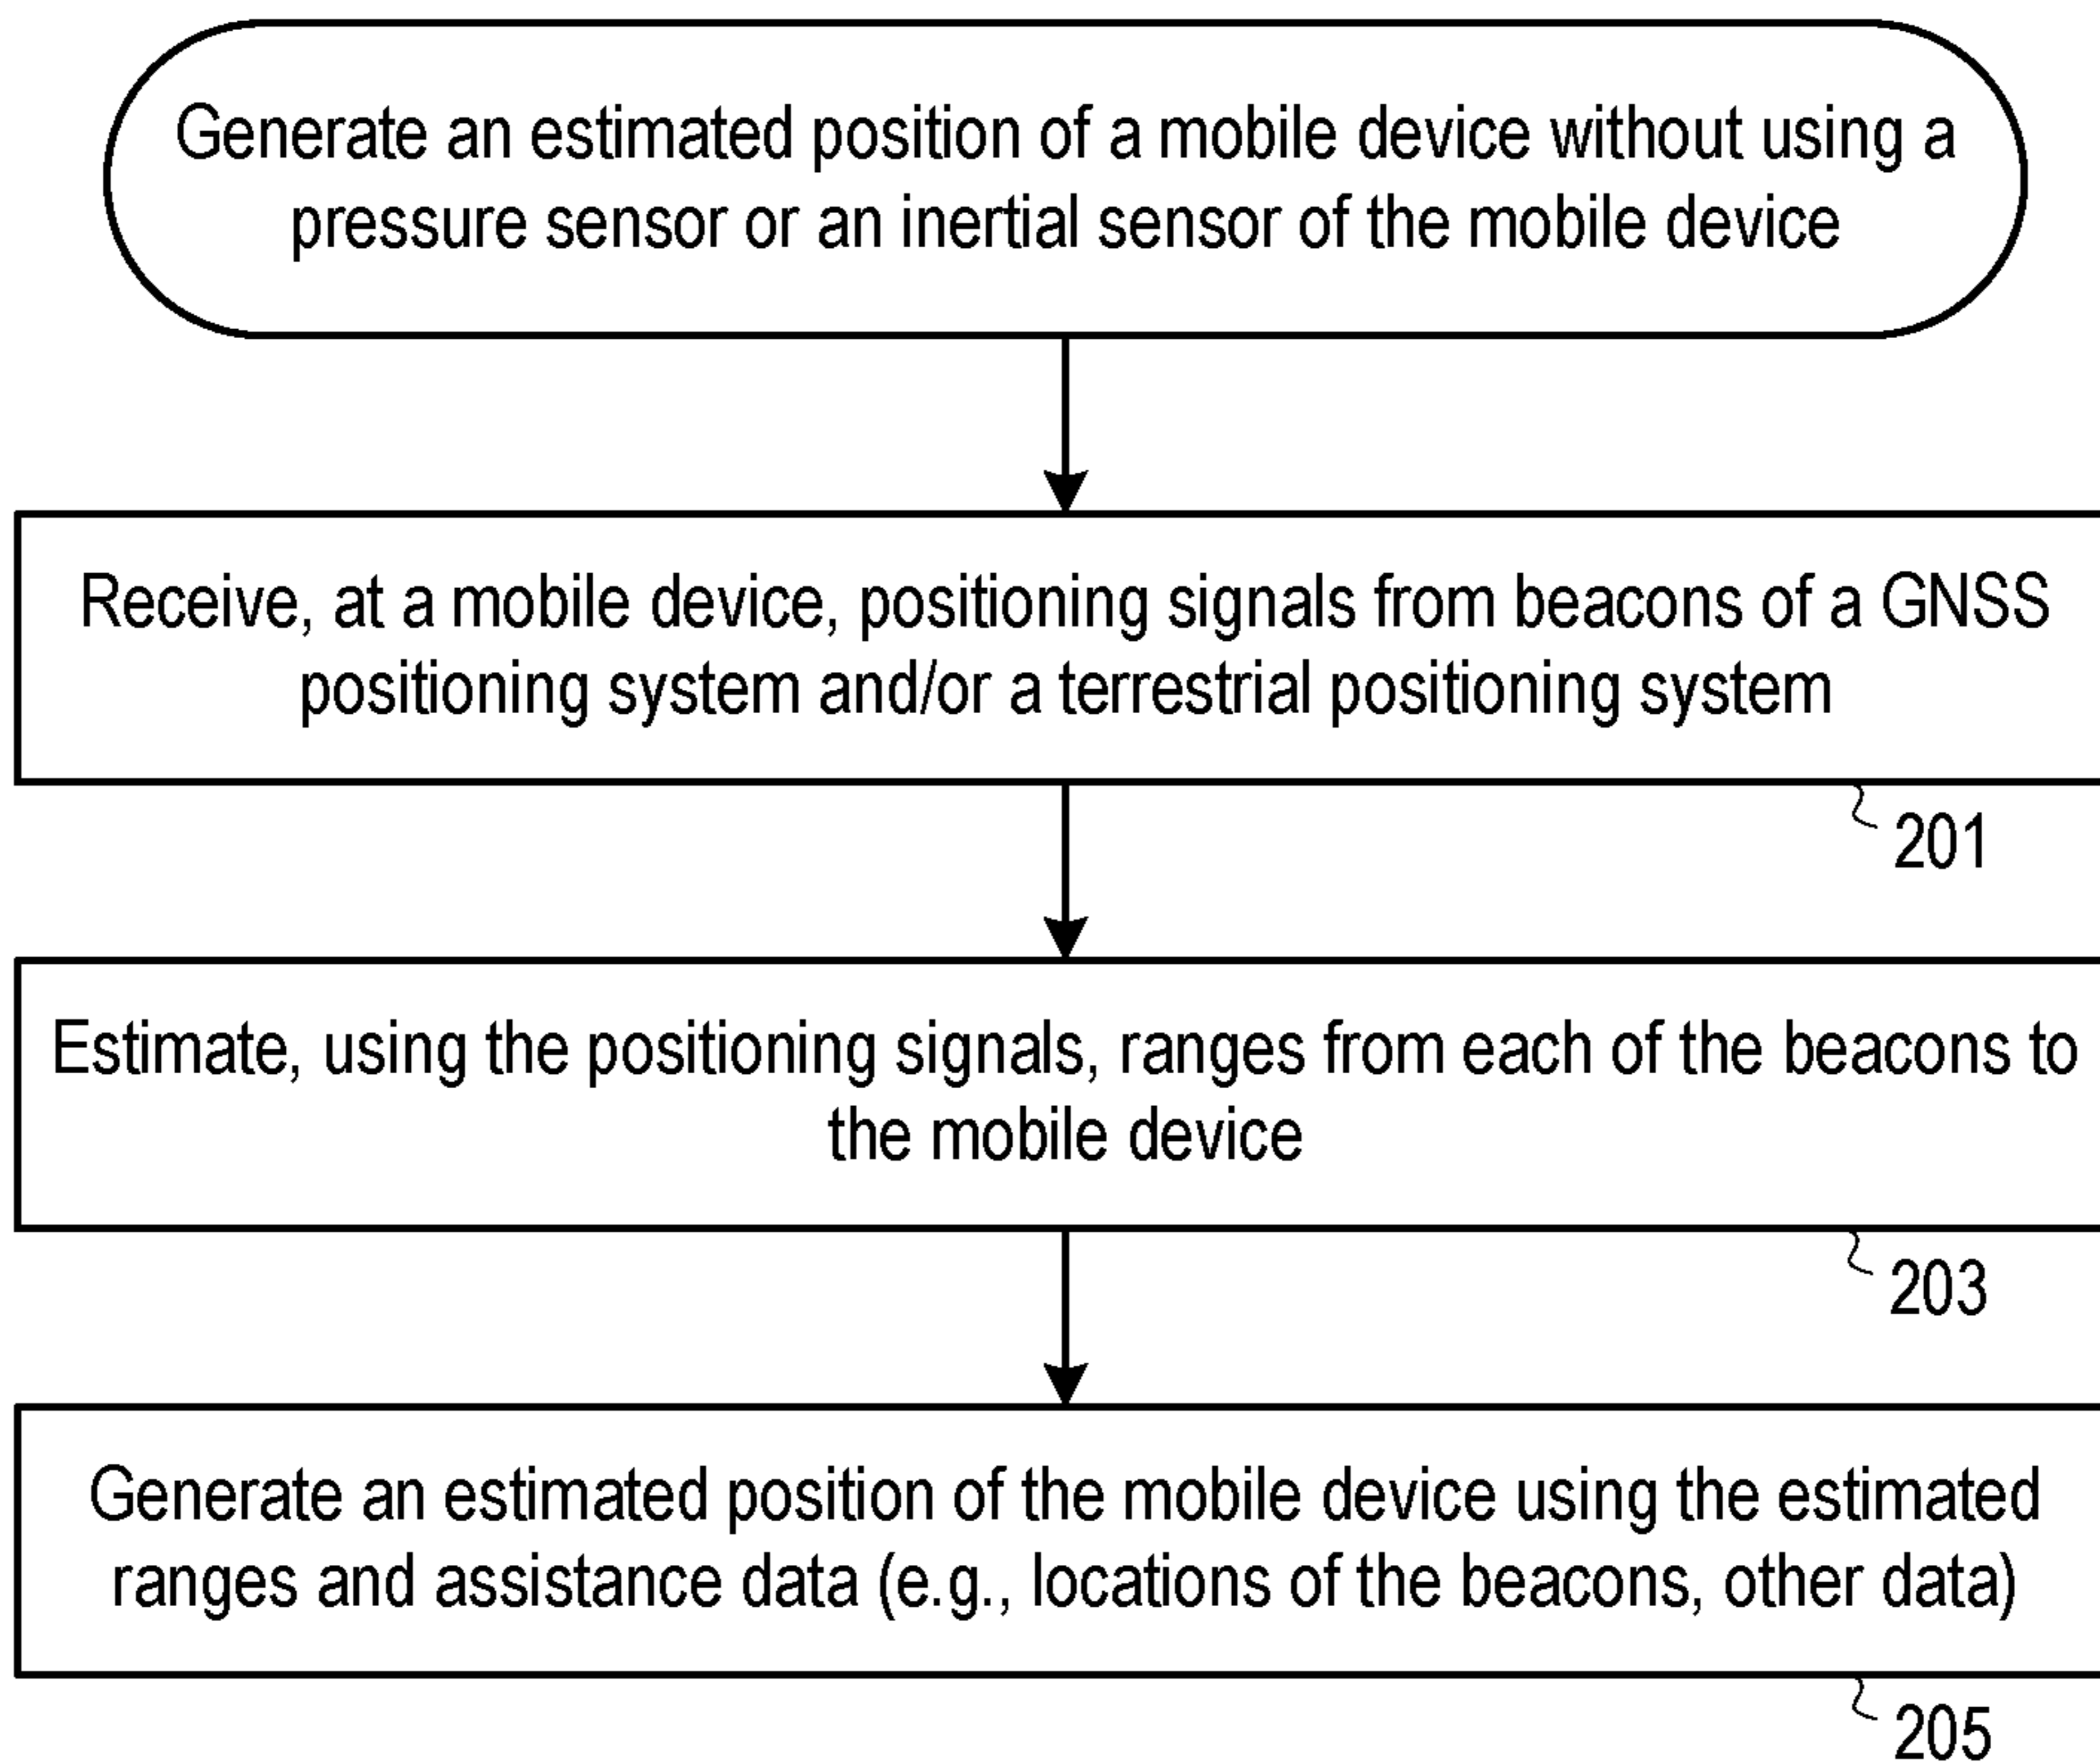 Generate an estimated position of a mobile device without using a
pressure sensor or an inertial sensor of the mobile device
Receive, at a mobile device, positioning signals from beacons of a GNSS
positioning system and/or a terrestrial positioning system
201
Estimate, using the positioning signals, ranges from each of the beacons to
the mobile device
203
Generate an estimated position of the mobile device using the estimated
ranges and assistance data (e.g., locations of the beacons, other data)
205